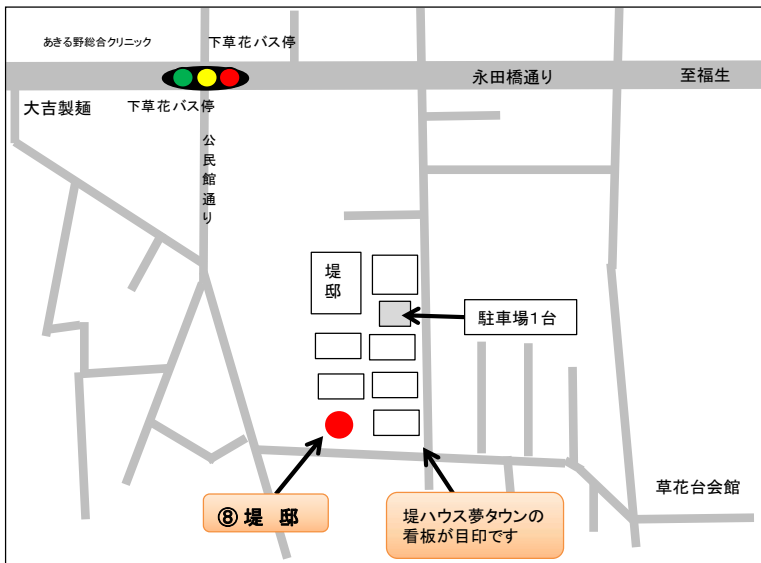 あきる野総合クリニック
下草花バス停
永田橋通り
至福生
大吉製麺
下草花バス停
公民館通り
堤
邸
駐車場1台
草花台会館
⑧ 堤 邸
堤ハウス夢タウンの
看板が目印です